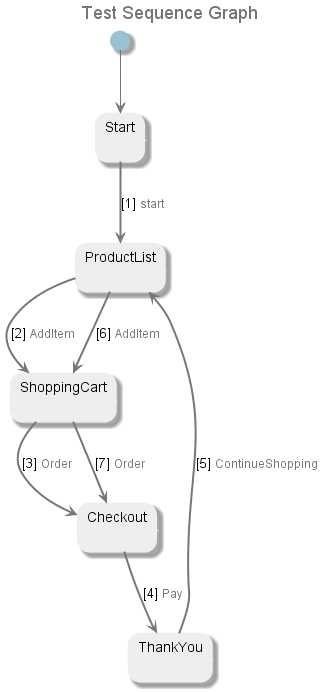 Test Sequence Graph
Start
[1] start
ProductList
[2] AddItem
[6] AddItem
ShoppingCart
[3] Order
[7] Order
[5] ContinueShopping
Checkout
[4] Pay
ThankYou